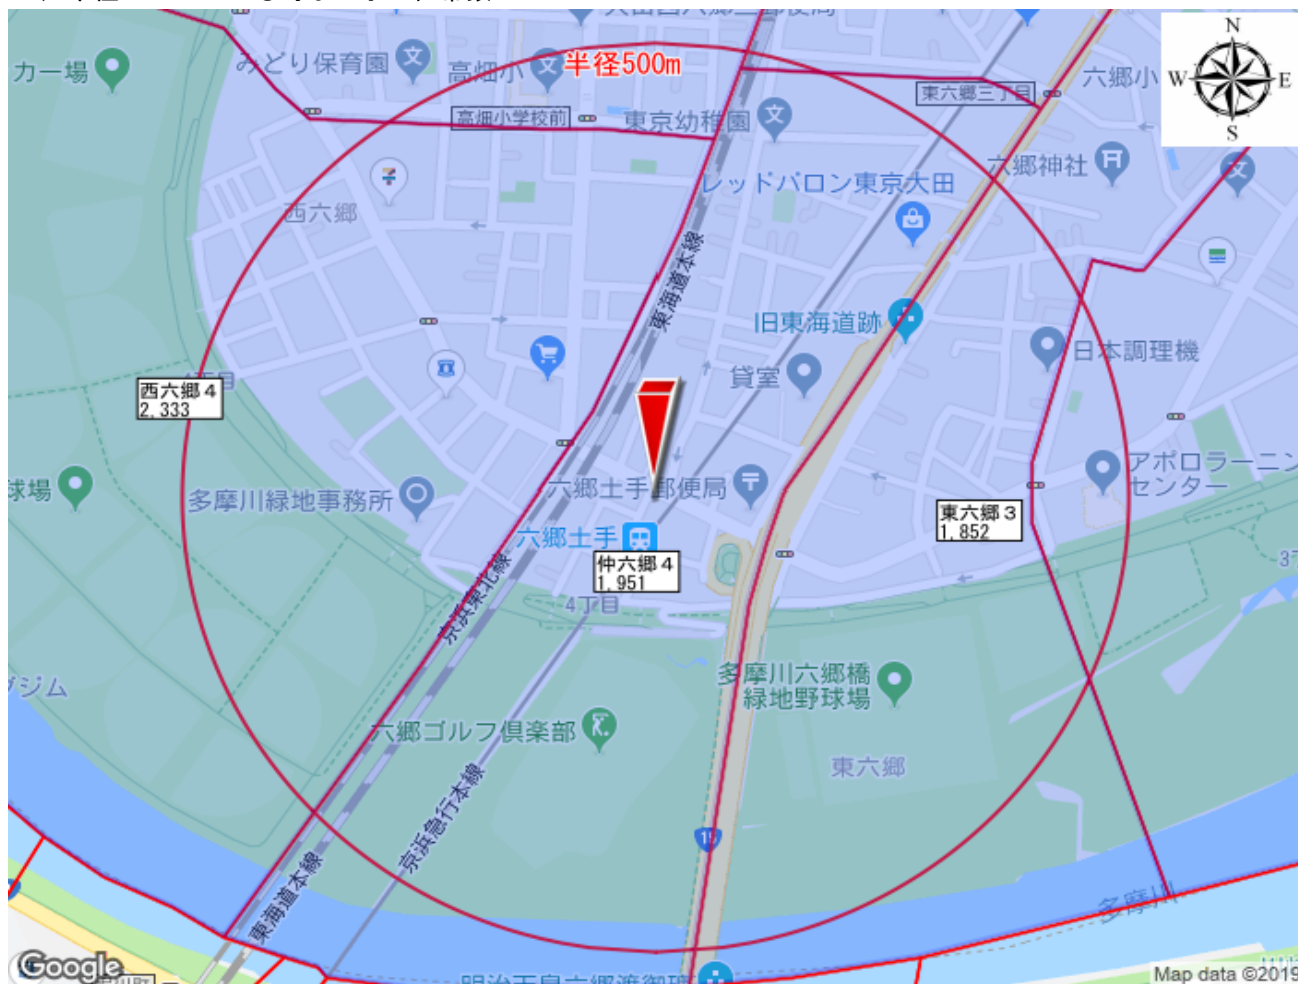 カー場
みどり保育園
高畑小
半径500m
六郷小
N
W
E
S
高畑小学校前
東京幼稚園
東六郷三丁目
六郷神社
レッドバロン東京大田
西六郷
東海道本線
旧東海道跡
日本調理機
貸室
西六郷4
2,333
球場
多摩川緑地事務所
六郷土手郵便局
アポロラーニン
センター
東六郷3
1,852
六郷土手
仲六郷4
1,951
4丁目
京浜東北線
多摩川六郷橋
緑地野球場
ジム
六郷ゴルフ倶楽部
東六郷
京浜急行本線
15
東海道本線
多摩川
Google
Map data ©2019